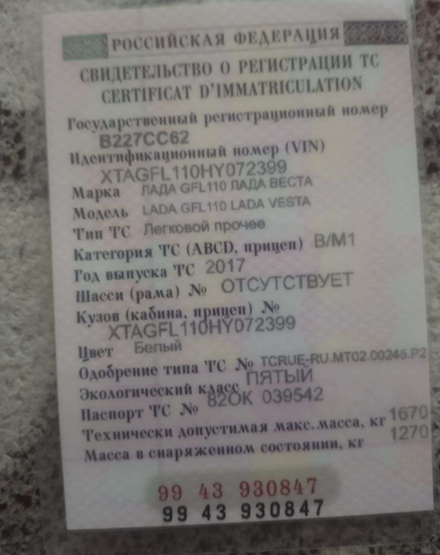 РОССИЙСКАЯ ФЕДЕРАЦИЯ
СВИДЕТЕЛЬСТВО О РЕГИСТРАЦИИ ТС
CERTIFICAT D'IMMATRICULATION
Государственный регистрационный номер
В227СС62
Идентификационный номер (VIN)
XTAGFL110HY072399
Марка ЛАДА GFL110 ЛАДА ВЕСТА
Модель LADA GFL110 LADA VESTA
Тип ТС Легковой прочее
Категория ТС (ABCD, прицеп) B/M1
Год выпуска ТС 2017
Шасси (рама) № ОТСУТСТВУЕТ
Кузов (кабина, прицеп) №
XTAGFL110HY072399
Цвет Белый
Одобрение типа ТС № ТСRUE-RU.MT02.00245.P2
Экологический класс ПЯТЫЙ
Паспорт ТС № 82ОК 039542
Технически допустимая макс.масса, кг 1670
Масса в снаряженном состоянии, кг 1270
99 43 930847
99 43 930847